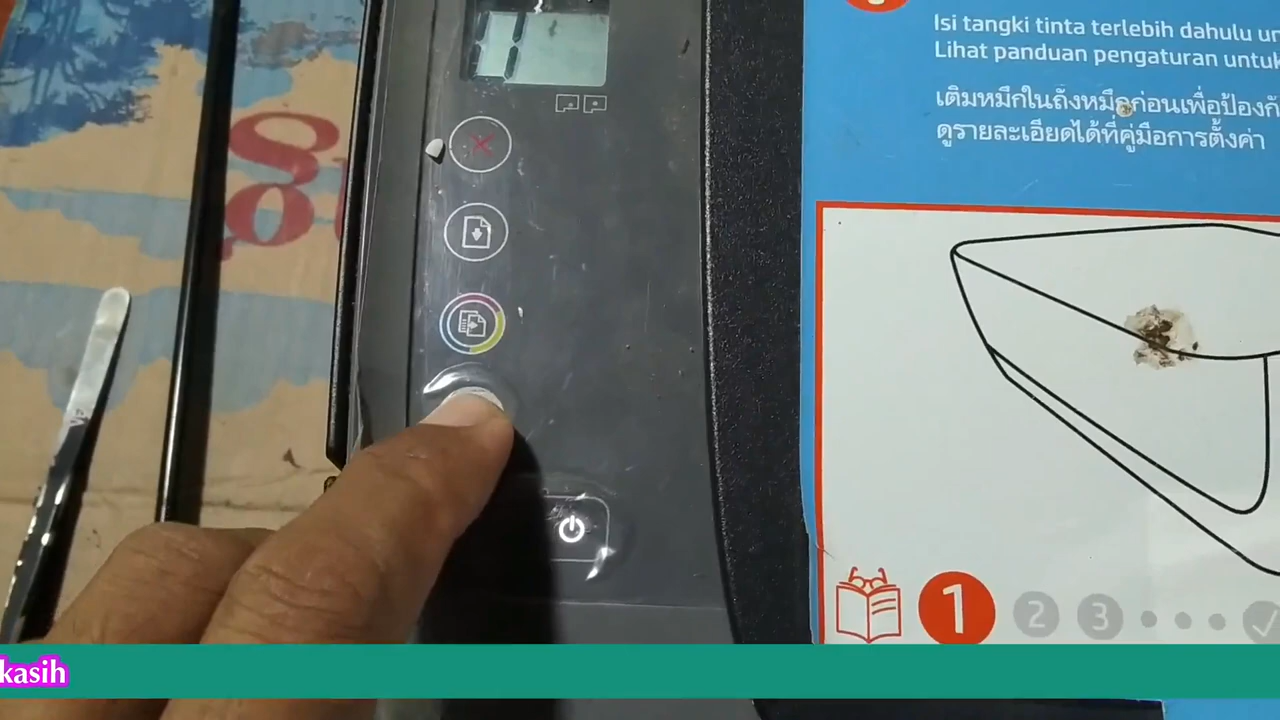 Isi tangki tinta terlebih dahulu
Lihat panduan pengaturan untuk
เติมหมึกในถังหมึกก่อนเพื่อป้องกั
ดูรายละเอียดได้ที่คู่มือการตั้งค่า
1 2 3
kasih